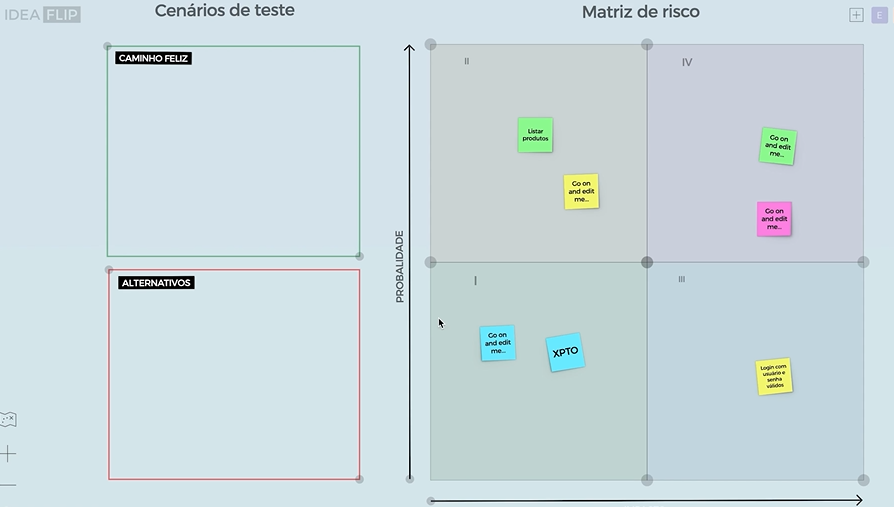 IDEA FLIP
Cenários de teste
Matriz de risco
E
CAMINHO FELIZ
ALTERNATIVOS
PROBALIDADE
II
IV
Listar
produtos
Go on
and edit
me...
Go on
and edit
me...
Go on
and edit
me...
I
III
Go on
and edit
me...
XPTO
Login com
usuário e
senha
válidos